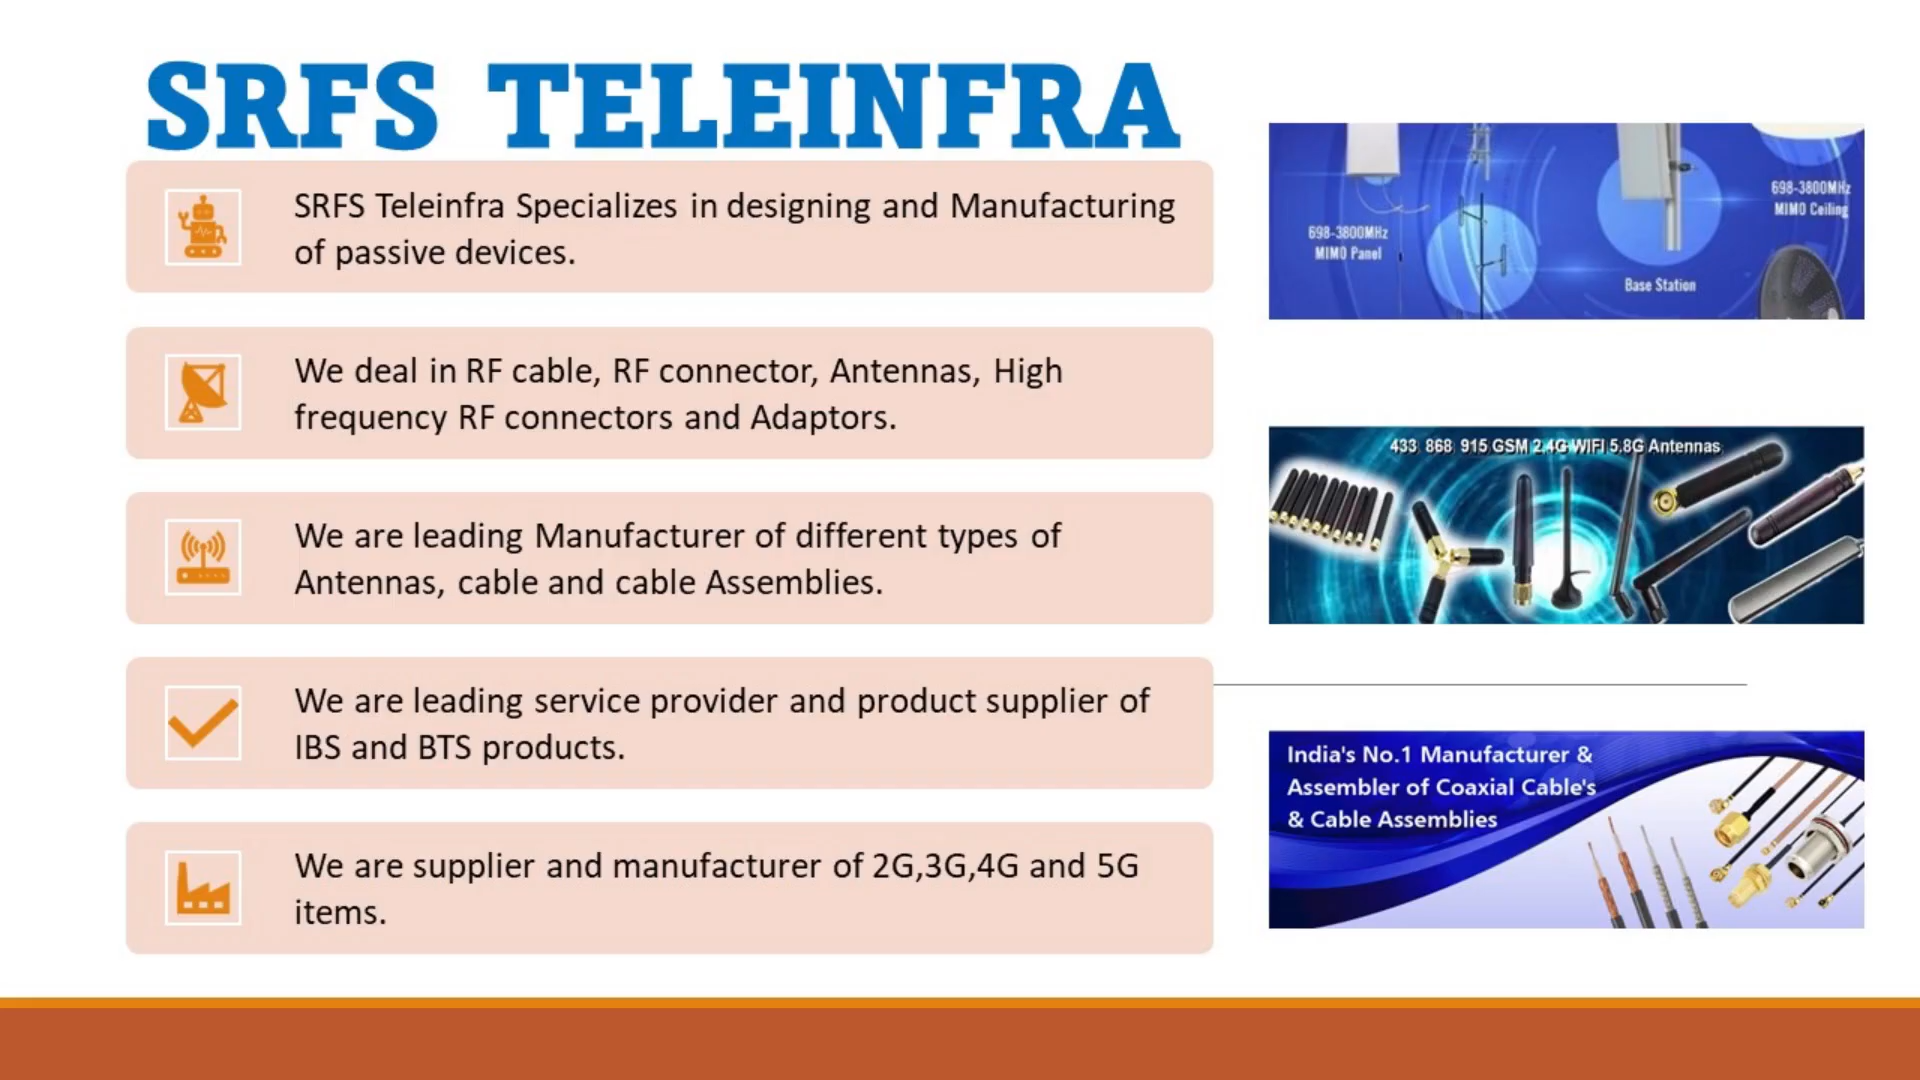 SRFS TELEINFRA
SRFS Teleinfra Specializes in designing and Manufacturing
of passive devices.
We deal in RF cable, RF connector, Antennas, High
frequency RF connectors and Adaptors.
We are leading Manufacturer of different types of
Antennas, cable and cable Assemblies.
We are leading service provider and product supplier of
IBS and BTS products.
We are supplier and manufacturer of 2G,3G,4G and 5G
items.
698-3800MHz
MIMO Panel
Base Station
698-3800MHz
MIMO Ceiling
433 868 915 GSM 2.4G WIFI 5.8G Antennas
India's No.1 Manufacturer &
Assembler of Coaxial Cable's
& Cable Assemblies